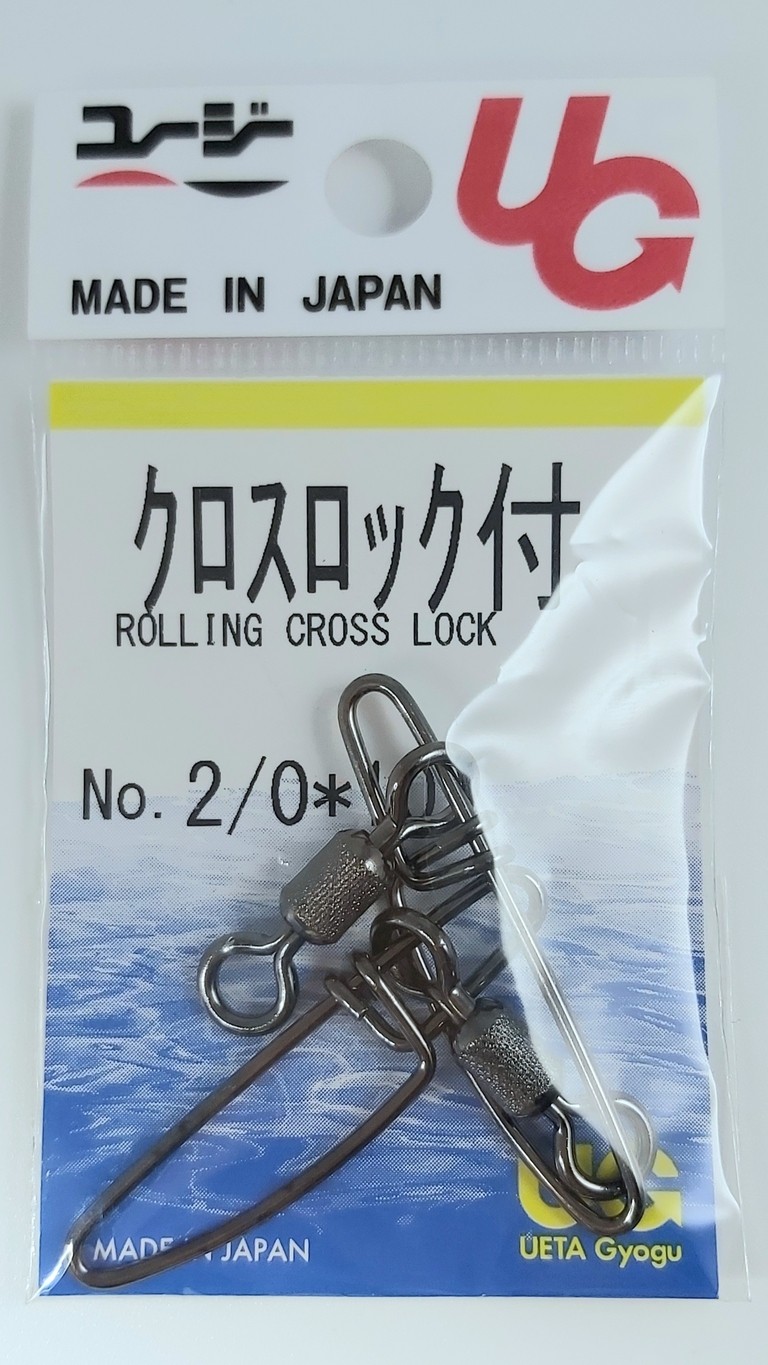 ユージー
UG
MADE IN JAPAN
クロスロック付
ROLLING CROSS LOCK
No. 2/0*
MADE IN JAPAN
UG
UETA Gyogu